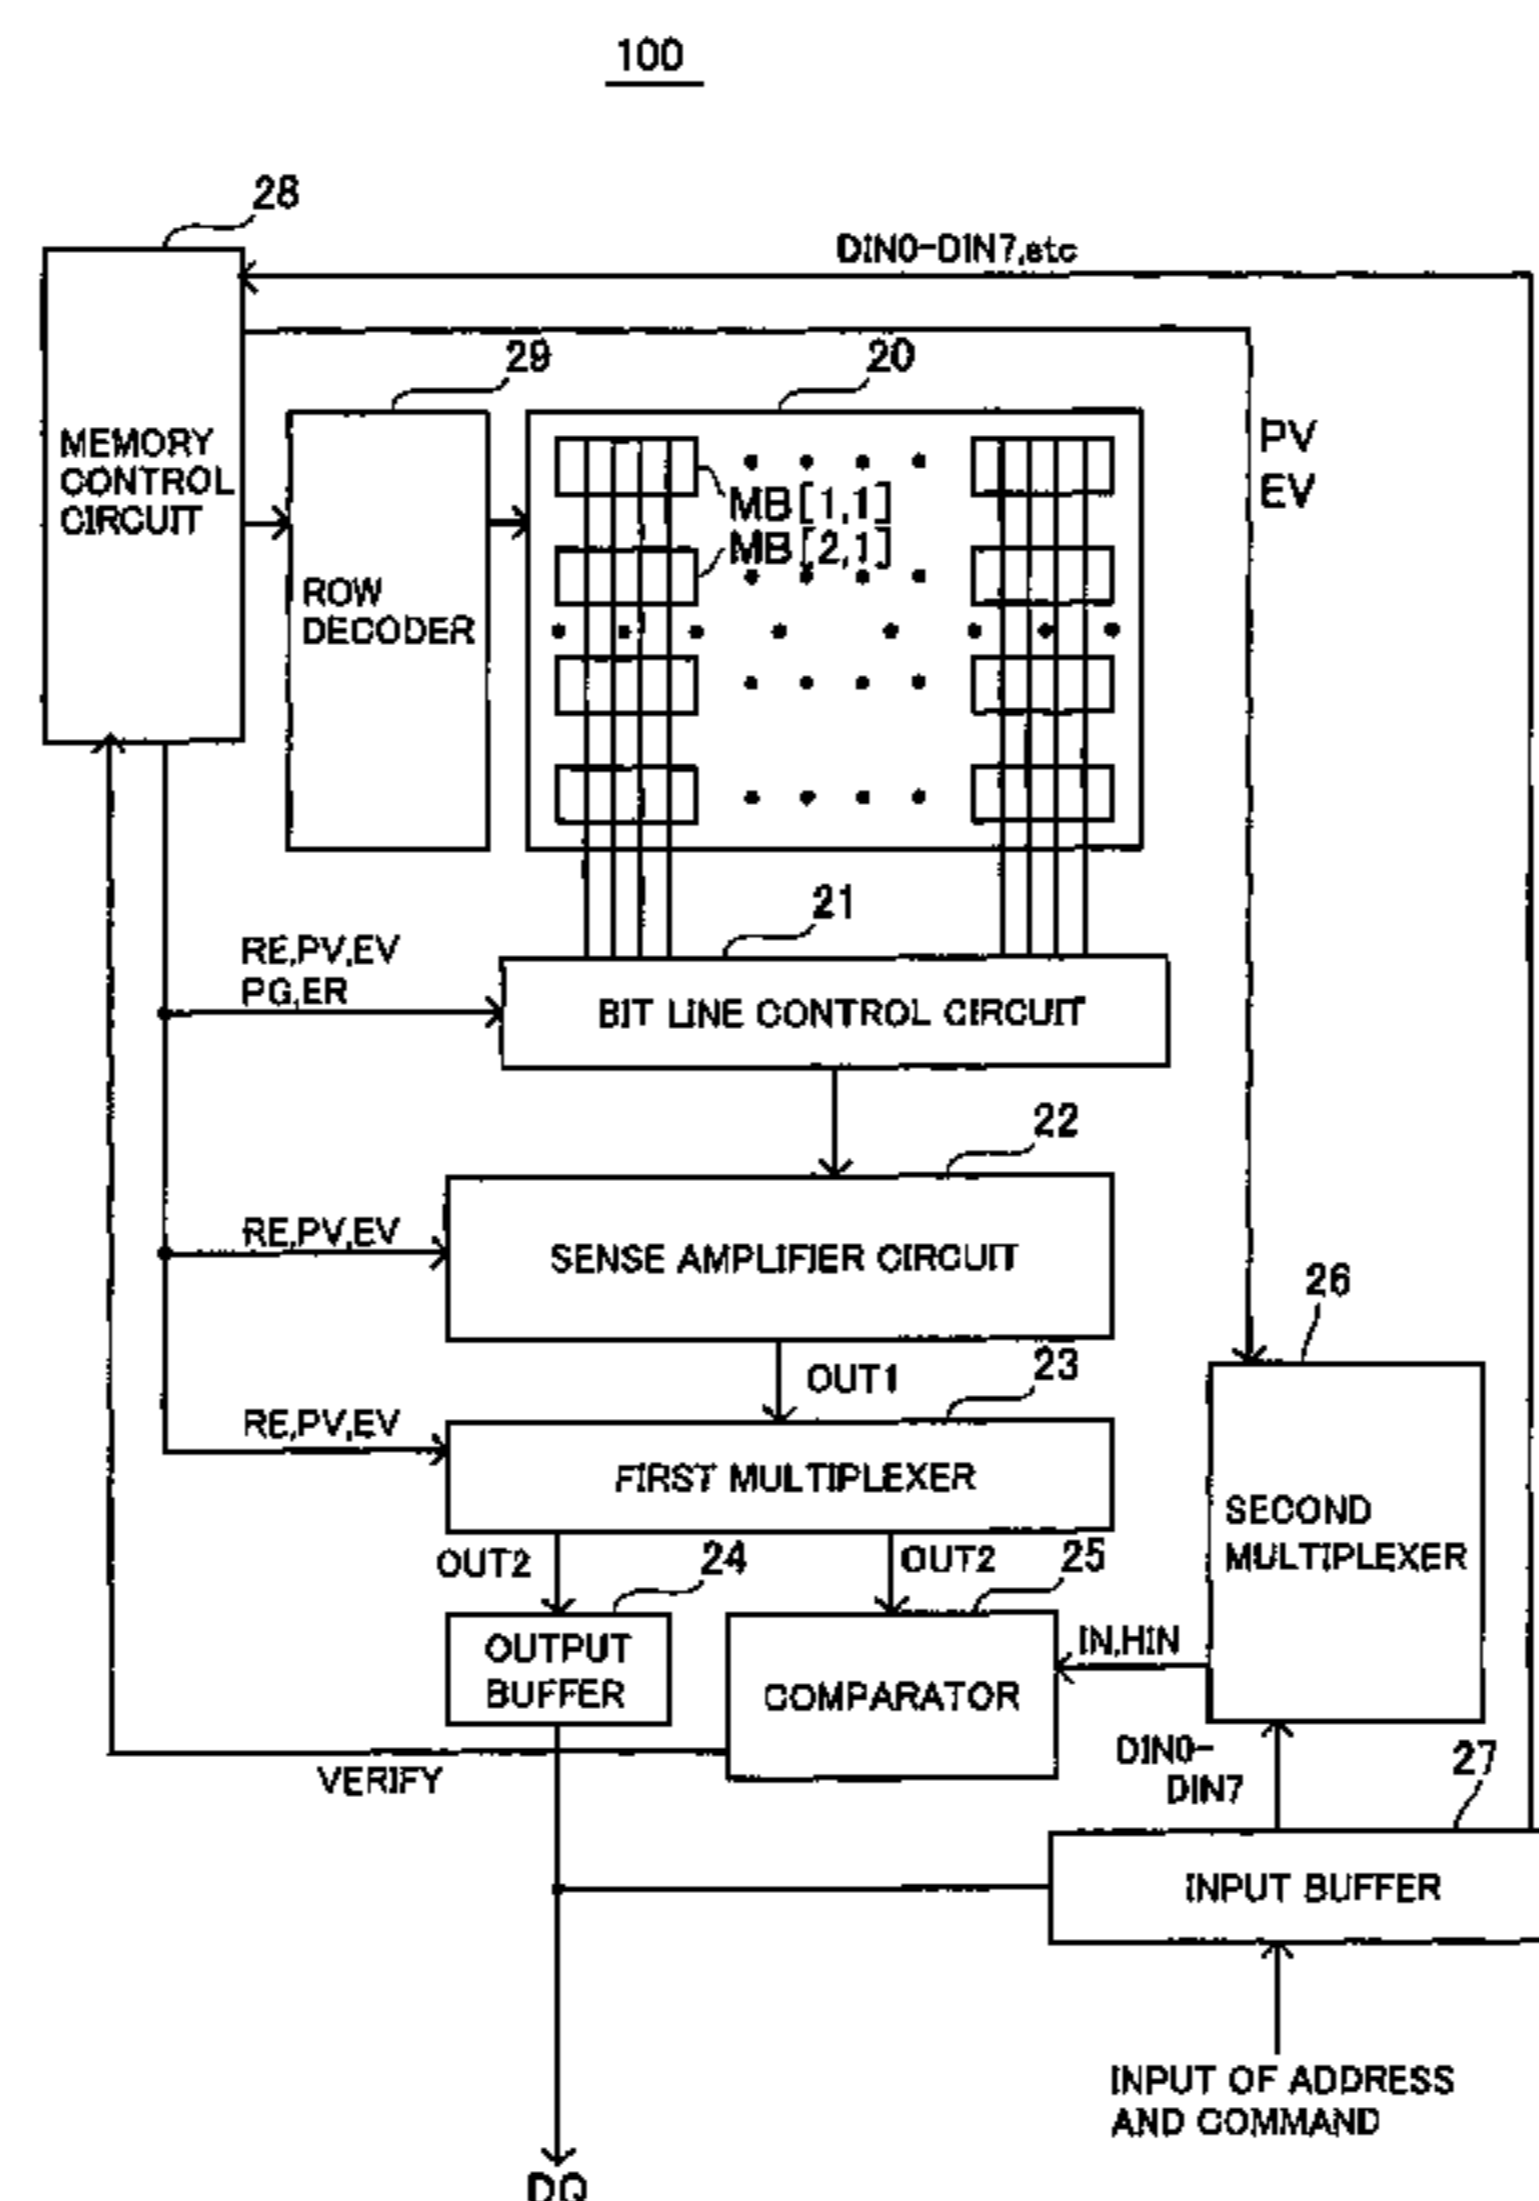 100
28
DIN0-DIN7,etc
29
20
PV
EV
MEMORY
CONTROL
CIRCUIT
MB[1,1]
MB[2,1]
ROW
DECODER
21
RE,PV,EV
PG,ER
BIT LINE CONTROL CIRCUIT
22
RE,PV,EV
SENSE AMPLIFIER CIRCUIT
26
OUT1
23
RE,PV,EV
FIRST MULTIPLEXER
SECOND
MULTIPLEXER
OUT2
24
OUT2
25
OUTPUT
BUFFER
COMPARATOR
IN,HIN
VERIFY
DIN0-
DIN7
27
INPUT BUFFER
INPUT OF ADDRESS
AND COMMAND
DQ